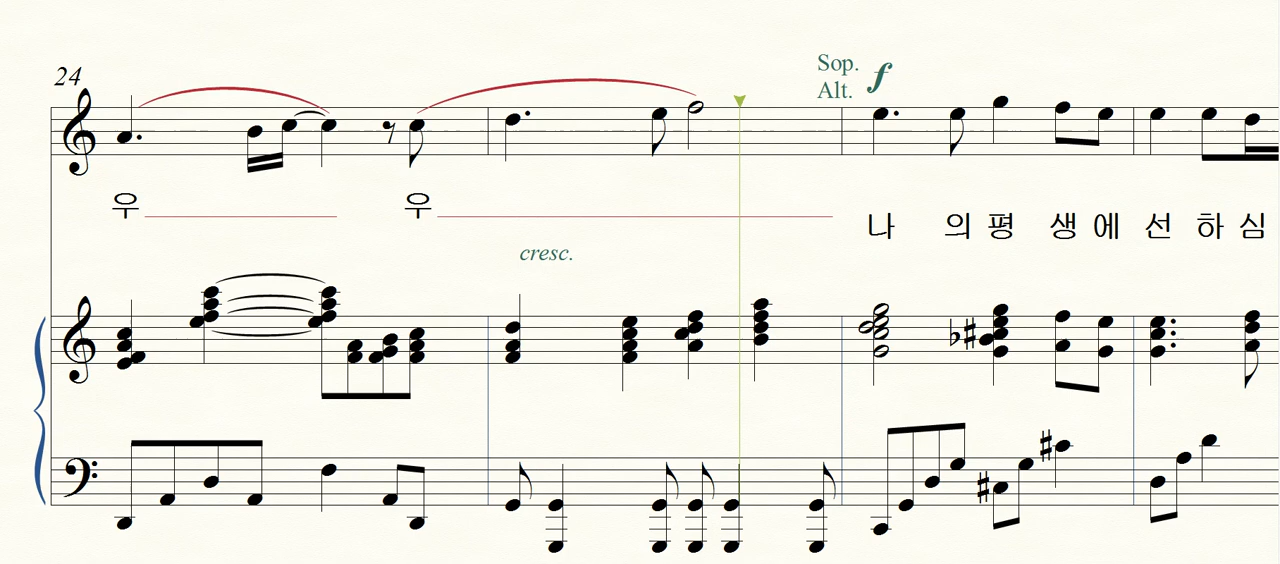 24
Sop.
Alt.
f
우 우
나 의 평 생 에 선 하 심
cresc.